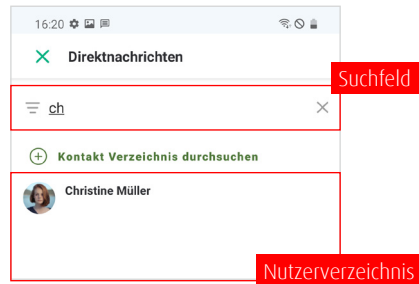 16:20
Direktnachrichten
Suchfeld
ch
Kontakt Verzeichnis durchsuchen
Christine Müller
Nutzerverzeichnis